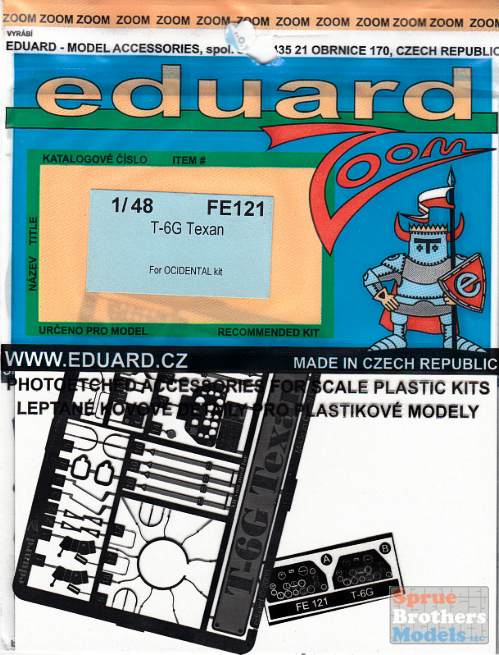 ZOOM ZOOM ZOOM ZOOM ZOOM ZOOM ZOOM ZOOM ZOOM ZOOM ZOOM
VYRÁBÍ
EDUARD - MODEL ACCESSORIES, spol. 435 21 OBRNICE 170, CZECH REPUBLIC
eduard
Zoom
KATALOGOVÉ ČÍSLO ITEM #
NÁZEV TITLE
1/48 FE121
T-6G Texan
For OCIDENTAL kit
e
URČENO PRO MODEL RECOMMENDED KIT
WWW.EDUARD.CZ MADE IN CZECH REPUBLIC
PHOTOETCHED ACCESSORIES FOR SCALE PLASTIC KITS
LEPTANÉ KOVOVÉ DETAILY PRO PLASTIKOVÉ MODELY
T-6G Texan
eduard
A B
FE 121 T-6G
Sprue
Brothers
Models LLC